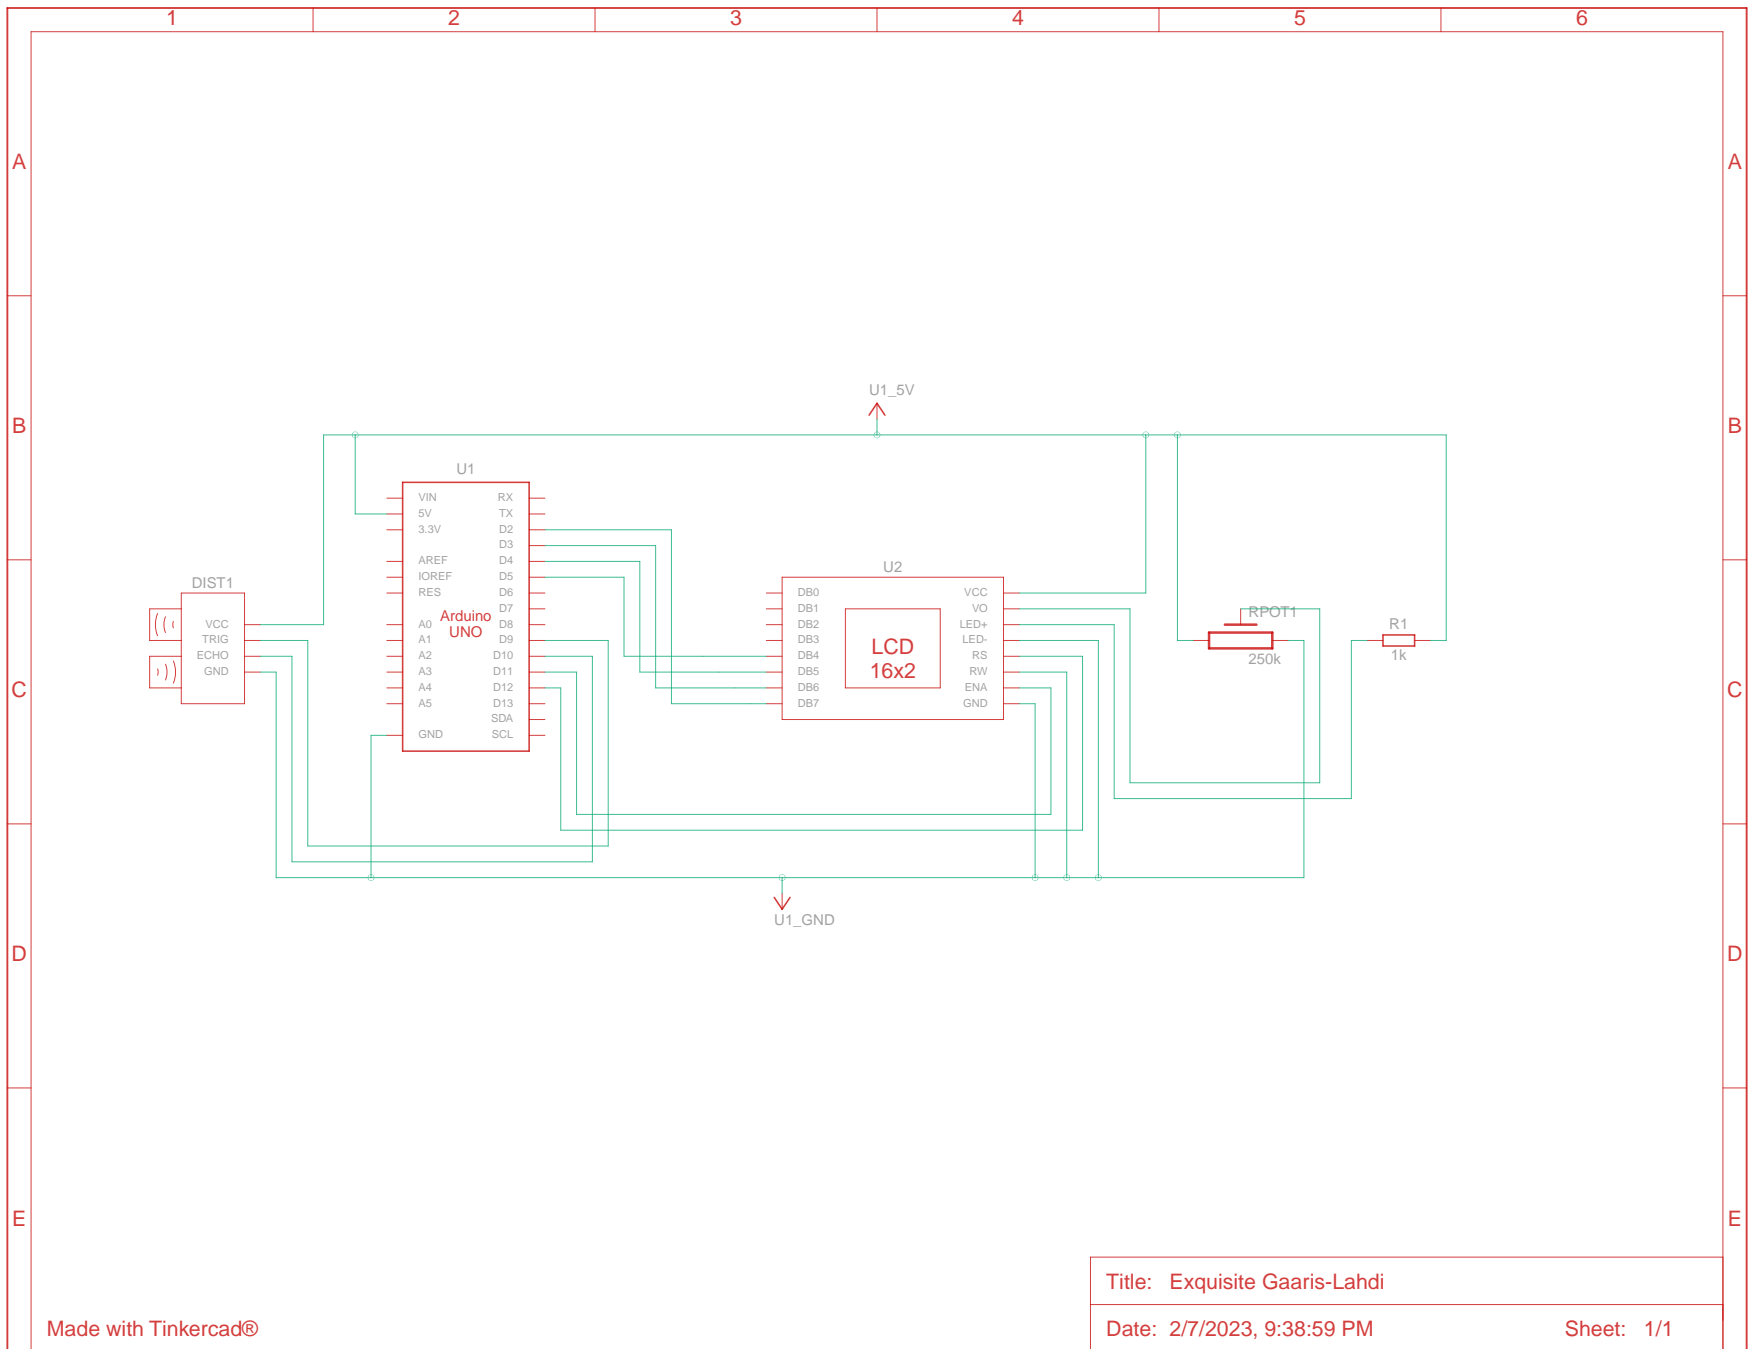 1 2 3 4 5 6
A A
B B
C C
D D
E E
U1_5V
U1
VIN RX
5V TX
3.3V D2
D3
AREF D4
IOREF D5
RES D6
D7
A0 D8
A1 D9
A2 D10
A3 D11
A4 D12
A5 D13
SDA
GND SCL
Arduino
UNO
DIST1
VCC
TRIG
ECHO
GND
U2
DB0 VCC
DB1 VO
DB2 LED+
DB3 LED-
DB4 RS
DB5 RW
DB6 ENA
DB7 GND
LCD
16x2
RPOT1
250k
R1
1k
U1_GND
Title: Exquisite Gaaris-Lahdi
Made with Tinkercad®
Date: 2/7/2023, 9:38:59 PM Sheet: 1/1